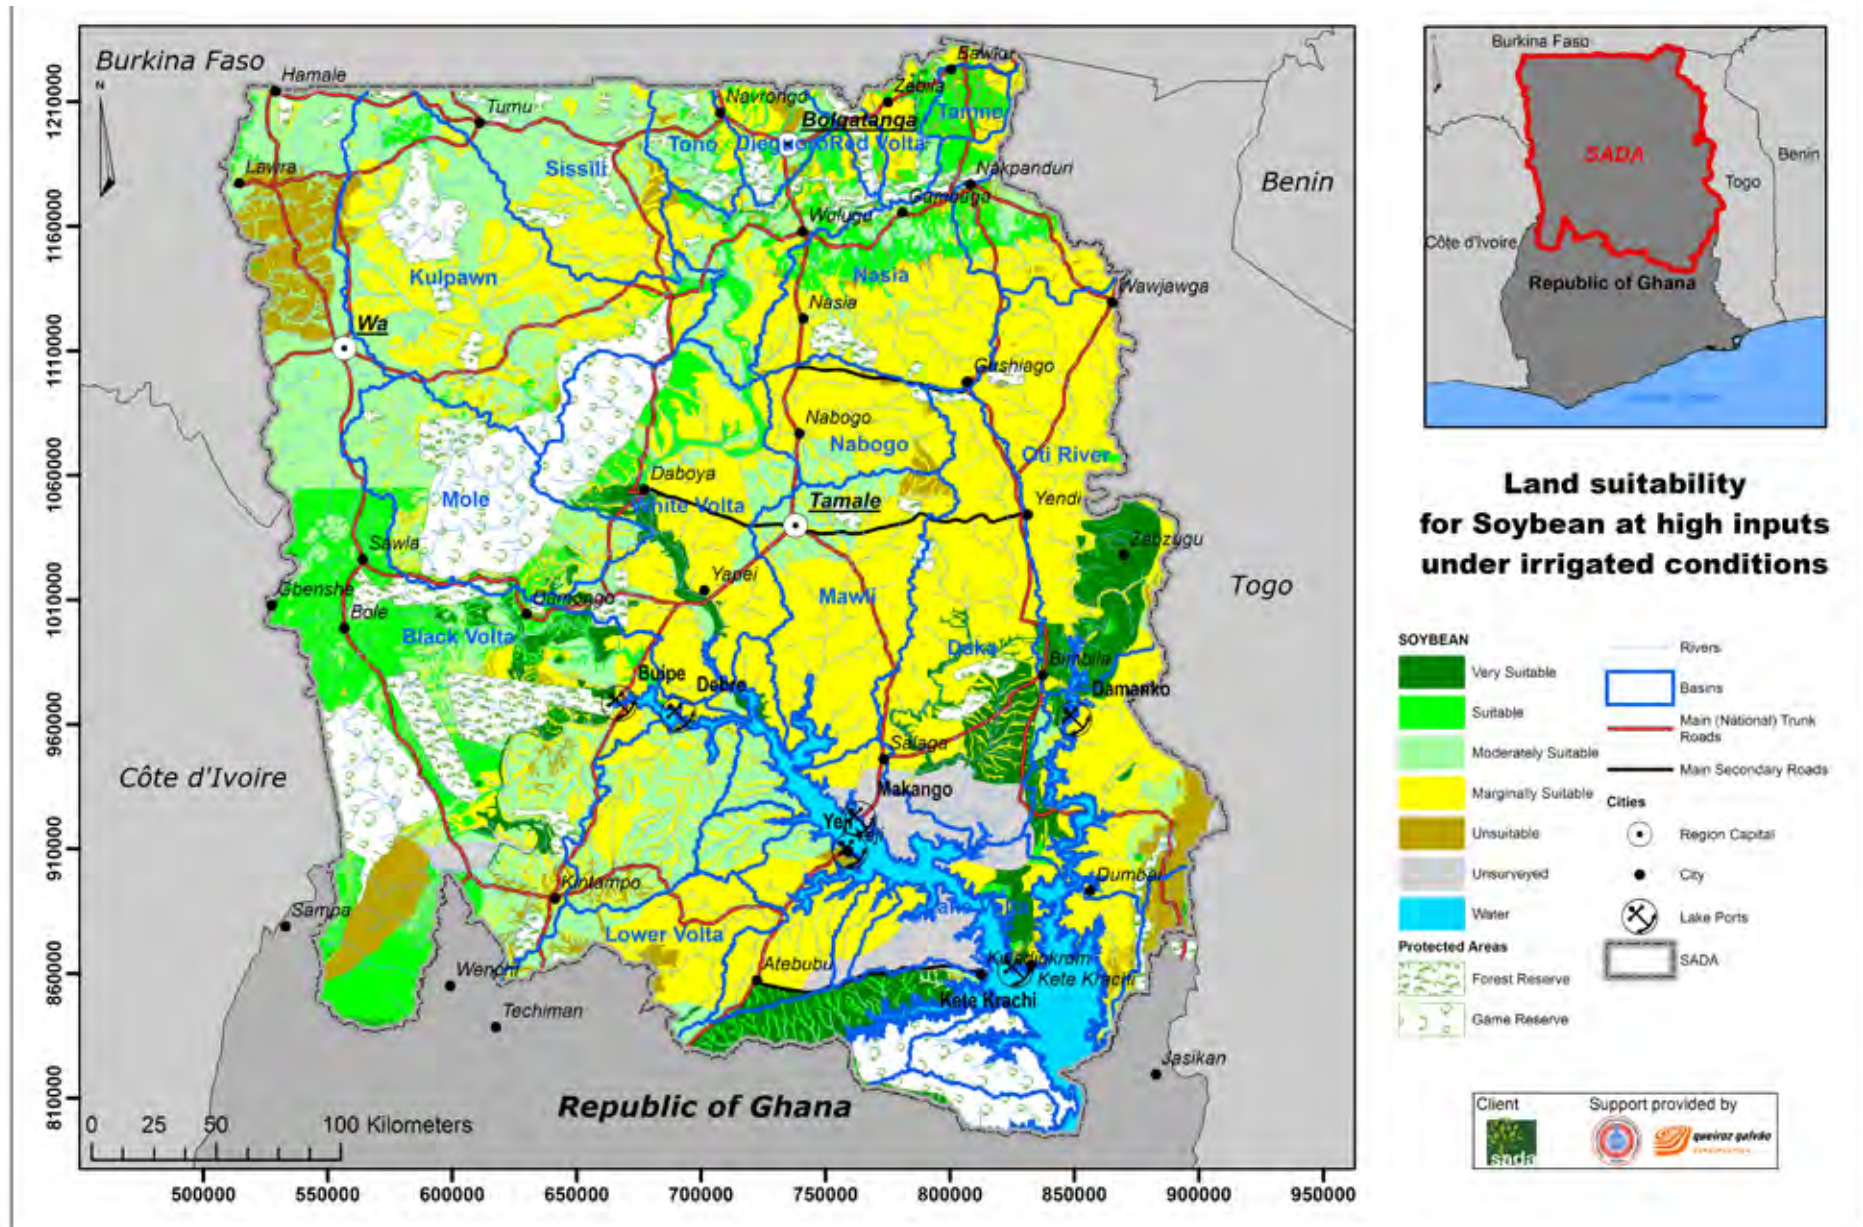 Burkina Faso
N
Hamale
Tumu
Navrongo
Zebila
Bawku
Tamne
Bolgatanga
Tono
Red Volta
Sissili
Lawra
Nakpanduri
Gambaga
Walugu
Benin
Kulpawn
Nasia
Nasia
Wawjawga
Wa
Gushiago
Nabogo
Nabogo
Oti River
Daboya
Mole
White Volta
Tamale
Yendi
Sawla
Zabzugu
Gbenshe
Damongo
Yapei
Mawli
Togo
Bole
Black Volta
Daka
Bimbila
Buipe
Debre
Damanko
Salaga
Côte d'Ivoire
Makango
Yeji
Yeji
Kintampo
Dumbai
Sampa
Lower Volta
Wenchi
Atebubu
Kwadiokrom
Kete Krachi
Kete Krachi
Techiman
Jasikan
Republic of Ghana
0 25 50 100 Kilometers
1210000
1160000
1110000
1060000
1010000
960000
910000
860000
810000
500000 550000 600000 650000 700000 750000 800000 850000 900000 950000
Burkina Faso
SADA
Benin
Togo
Côte d'Ivoire
Republic of Ghana
Land suitability
for Soybean at high inputs
under irrigated conditions
SOYBEAN
Very Suitable
Suitable
Moderately Suitable
Marginally Suitable
Unsuitable
Unsurveyed
Water
Protected Areas
Forest Reserve
Game Reserve
Rivers
Basins
Main (National) Trunk
Roads
Main Secondary Roads
Cities
Region Capital
City
Lake Ports
SADA
Client
Support provided by
sada
queiroz galvão